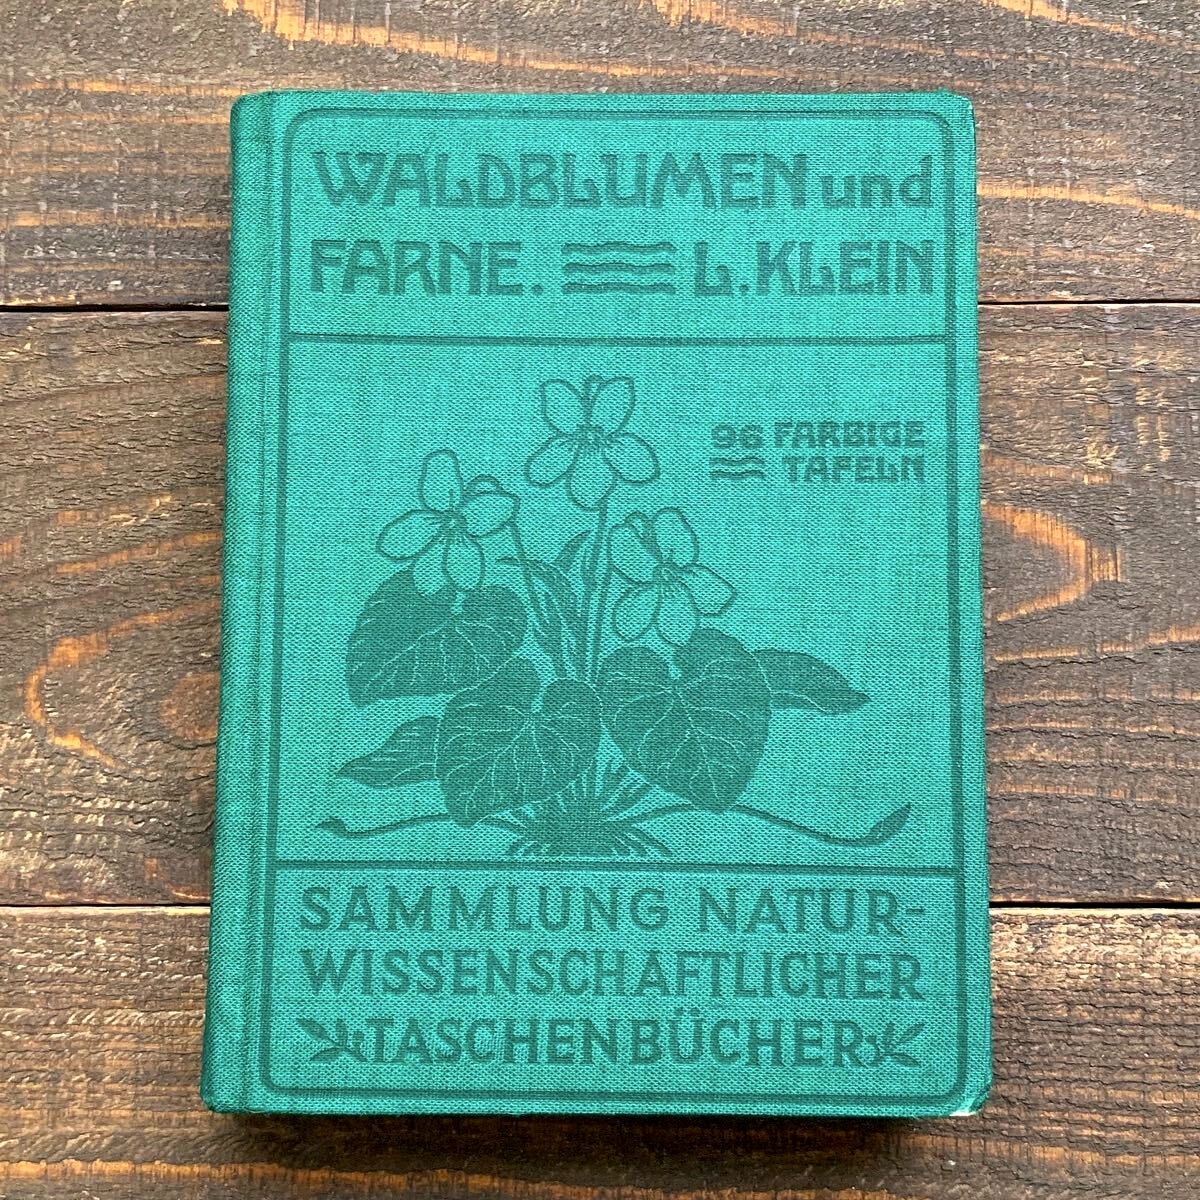 WALDBLUMEN und
FARNE. L. KLEIN
96 FARBIGE
TAFELN
SAMMLUNG NATUR-
WISSENSCHAFTLICHER
TASCHENBÜCHER